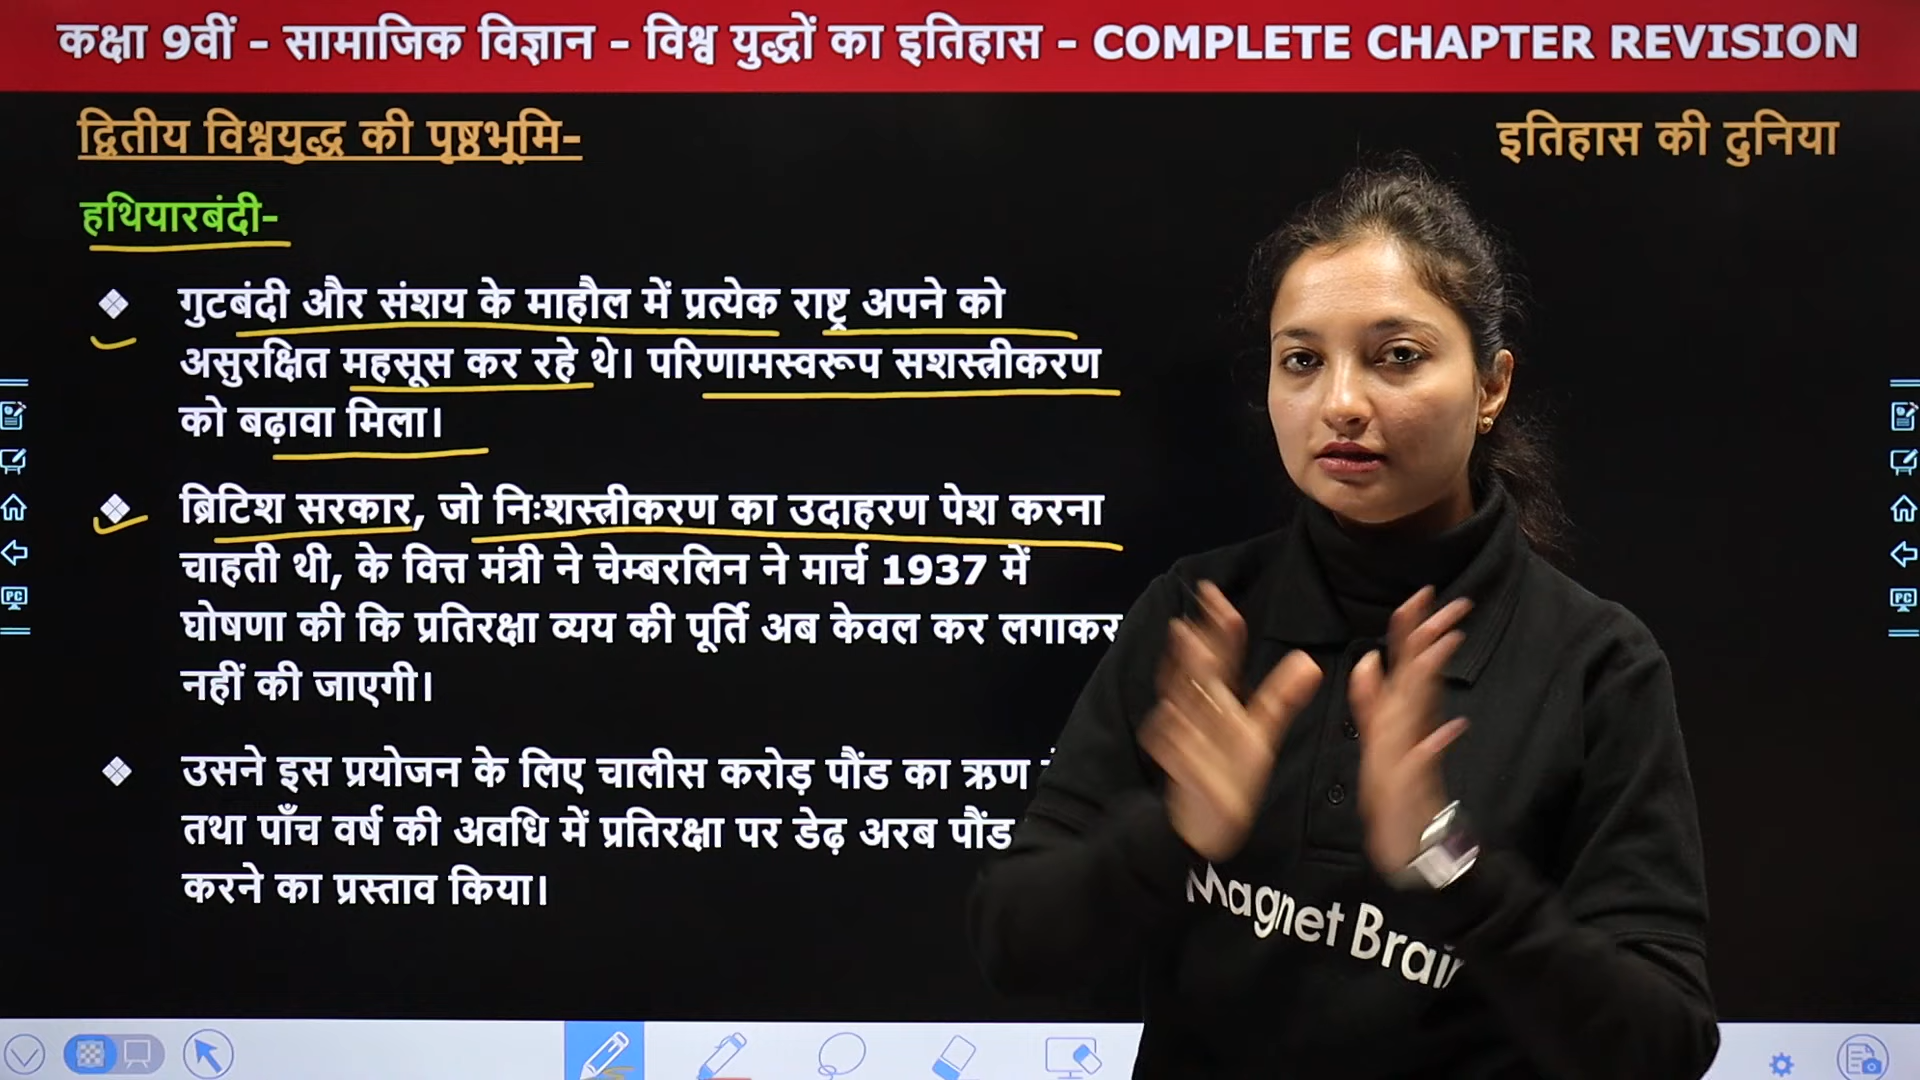 कक्षा 9वीं - सामाजिक विज्ञान - विश्व युद्धों का इतिहास - COMPLETE CHAPTER REVISION
द्वितीय विश्वयुद्ध की पृष्ठभूमि-
इतिहास की दुनिया
हथियारबंदी-
❖ गुटबंदी और संशय के माहौल में प्रत्येक राष्ट्र अपने को
असुरक्षित महसूस कर रहे थे। परिणामस्वरूप सशस्त्रीकरण
को बढ़ावा मिला।
❖ ब्रिटिश सरकार, जो निःशस्त्रीकरण का उदाहरण पेश करना
चाहती थी, के वित्त मंत्री ने चेम्बरलिन ने मार्च 1937 में
घोषणा की कि प्रतिरक्षा व्यय की पूर्ति अब केवल कर लगाकर
नहीं की जाएगी।
❖ उसने इस प्रयोजन के लिए चालीस करोड़ पौंड का ऋण
तथा पाँच वर्ष की अवधि में प्रतिरक्षा पर डेढ़ अरब पौंड
करने का प्रस्ताव किया।
Magnet Brain
PC
PC